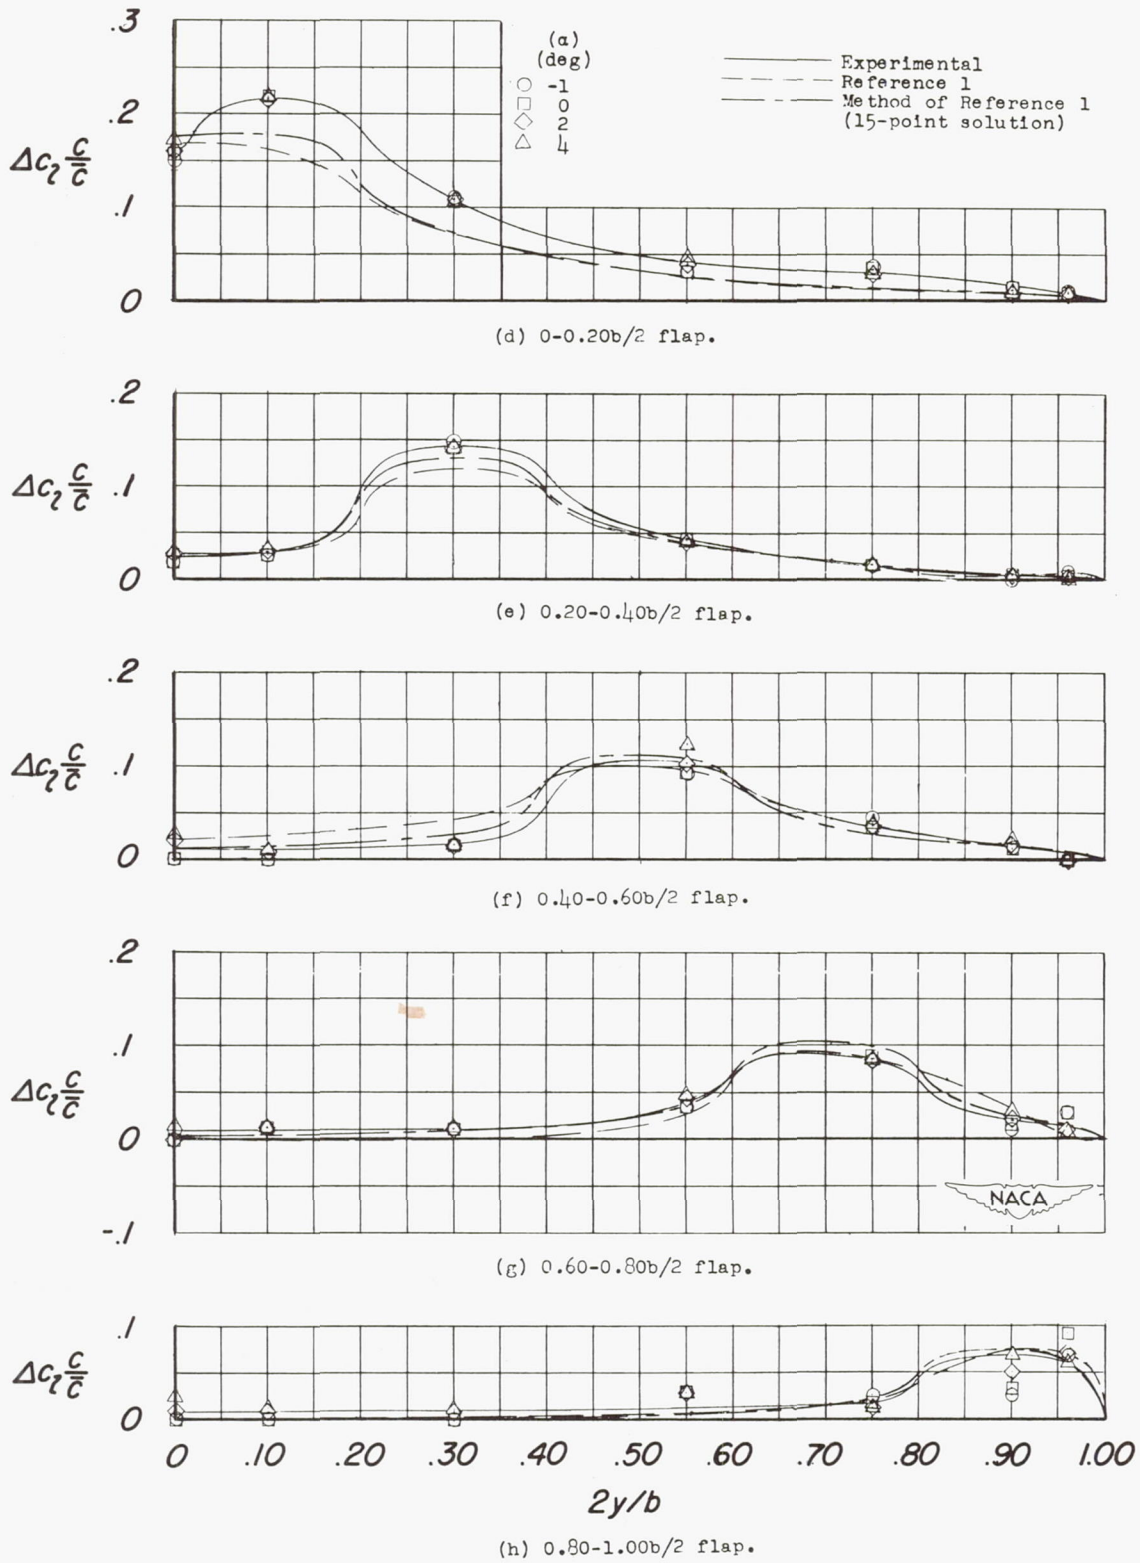 .3
.2
.1
0
Δc_l c/c̄
(α)
(deg)
-1
0
2
4
Experimental
Reference 1
Method of Reference 1
(15-point solution)
(d) 0-0.20b/2 flap.
.2
.1
0
Δc_l c/c̄
(e) 0.20-0.40b/2 flap.
.2
.1
0
Δc_l c/c̄
(f) 0.40-0.60b/2 flap.
.2
.1
0
-.1
Δc_l c/c̄
NACA
(g) 0.60-0.80b/2 flap.
.1
0
Δc_l c/c̄
0 .10 .20 .30 .40 .50 .60 .70 .80 .90 1.00
2y/b
(h) 0.80-1.00b/2 flap.